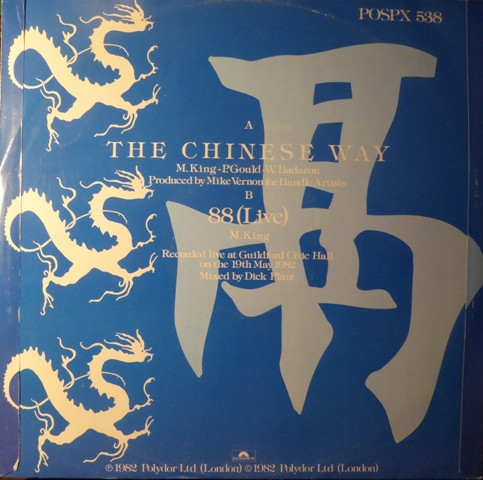 POSPX 538
A
THE CHINESE WAY
M. King - P. Gould - W. Badarou
Produced by Mike Vernon for Handle Artists
B
88 (Live)
M. King
Recorded live at Guildford Civic Hall
on the 19th May 1982
Mixed by Dick Plant
Polydor
℗ 1982 Polydor Ltd (London) © 1982 Polydor Ltd (London)